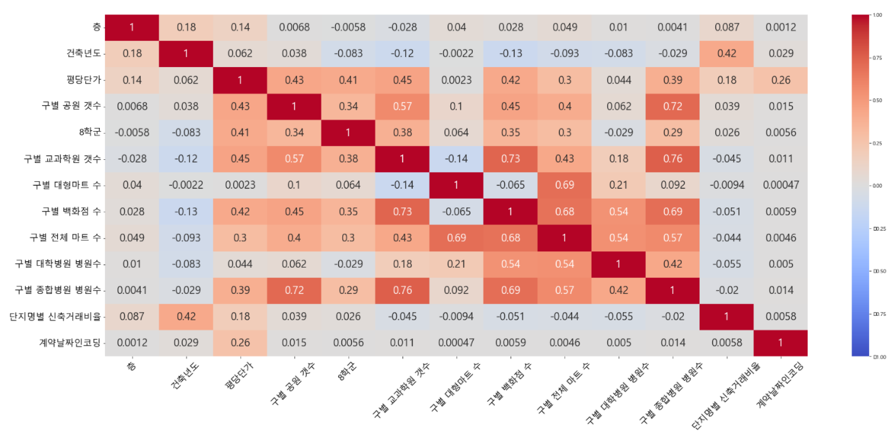 층 1 0.18 0.14 0.0068 -0.0058 -0.028 0.04 0.028 0.049 0.01 0.0041 0.087 0.0012
건축년도 0.18 1 0.062 0.038 -0.083 -0.12 -0.0022 -0.13 -0.093 -0.083 -0.029 0.42 0.029
평당단가 0.14 0.062 1 0.43 0.41 0.45 0.0023 0.42 0.3 0.044 0.39 0.18 0.26
구별 공원 갯수 0.0068 0.038 0.43 1 0.34 0.57 0.1 0.45 0.4 0.062 0.72 0.039 0.015
8학군 -0.0058 -0.083 0.41 0.34 1 0.38 0.064 0.35 0.3 -0.029 0.29 0.026 0.0056
구별 교과학원 갯수 -0.028 -0.12 0.45 0.57 0.38 1 -0.14 0.73 0.43 0.18 0.76 -0.045 0.011
구별 대형마트 수 0.04 -0.0022 0.0023 0.1 0.064 -0.14 1 -0.065 0.69 0.21 0.092 -0.0094 0.00047
구별 백화점 수 0.028 -0.13 0.42 0.45 0.35 0.73 -0.065 1 0.68 0.54 0.69 -0.051 0.0059
구별 전체 마트 수 0.049 -0.093 0.3 0.4 0.3 0.43 0.69 0.68 1 0.54 0.57 -0.044 0.0046
구별 대학병원 병원수 0.01 -0.083 0.044 0.062 -0.029 0.18 0.21 0.54 0.54 1 0.42 -0.055 0.005
구별 종합병원 병원수 0.0041 -0.029 0.39 0.72 0.29 0.76 0.092 0.69 0.57 0.42 1 -0.02 0.014
단지명별 신축거래비율 0.087 0.42 0.18 0.039 0.026 -0.045 -0.0094 -0.051 -0.044 -0.055 -0.02 1 0.0058
계약날짜인코딩 0.0012 0.029 0.26 0.015 0.0056 0.011 0.00047 0.0059 0.0046 0.005 0.014 0.0058 1
층 건축년도 평당단가 구별 공원 갯수 8학군 구별 교과학원 갯수 구별 대형마트 수 구별 백화점 수 구별 전체 마트 수 구별 대학병원 병원수 구별 종합병원 병원수 단지명별 신축거래비율 계약날짜인코딩
1.00
0.75
0.50
0.25
0.00